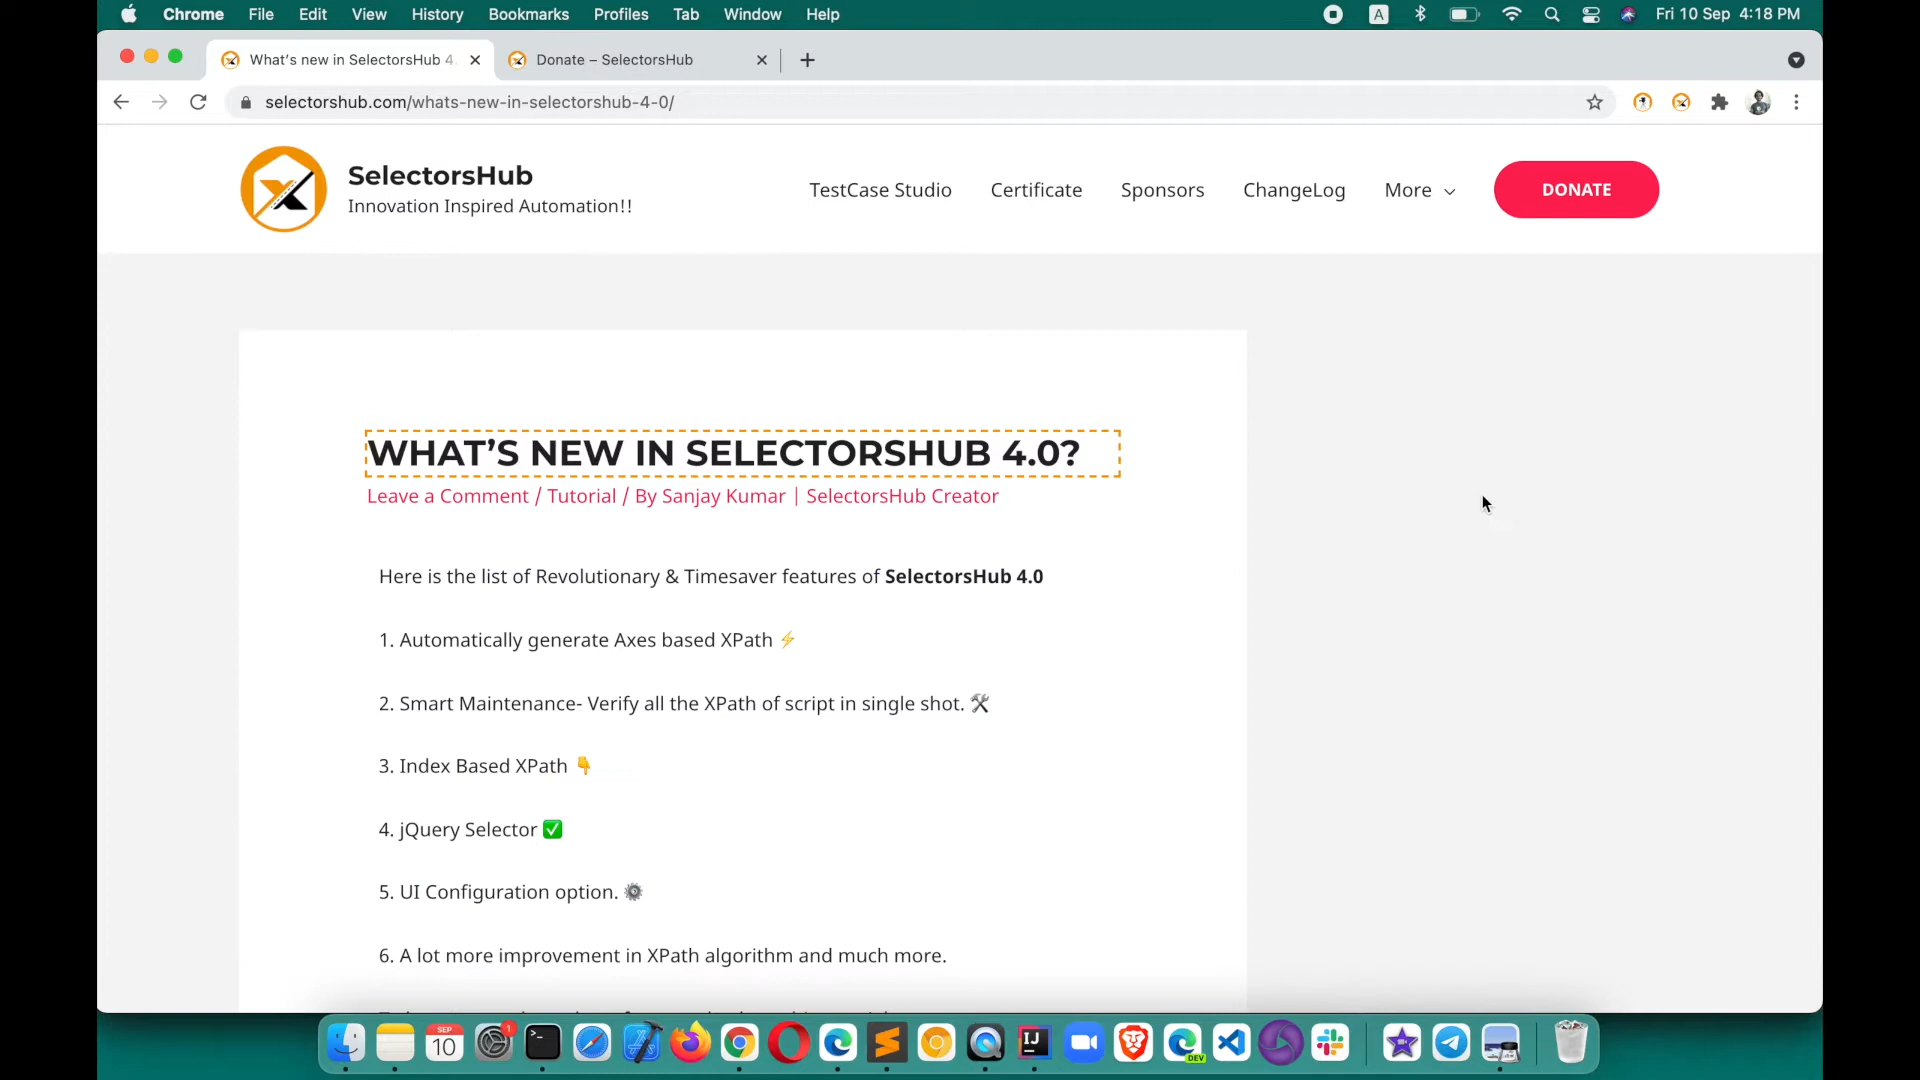 Chrome File Edit View History Bookmarks Profiles Tab Window Help A Fri 10 Sep 4:18 PM
What's new in SelectorsHub 4. Donate – SelectorsHub
selectorshub.com/whats-new-in-selectorshub-4-0/
SelectorsHub
Innovation Inspired Automation!!
TestCase Studio Certificate Sponsors ChangeLog More DONATE
WHAT'S NEW IN SELECTORSHUB 4.0?
Leave a Comment / Tutorial / By Sanjay Kumar | SelectorsHub Creator
Here is the list of Revolutionary & Timesaver features of SelectorsHub 4.0
1. Automatically generate Axes based XPath ⚡
2. Smart Maintenance- Verify all the XPath of script in single shot. 🛠
3. Index Based XPath 👇
4. jQuery Selector ✅
5. UI Configuration option. ⚙
6. A lot more improvement in XPath algorithm and much more.
SEP
10
1
>_
IJ
DEV